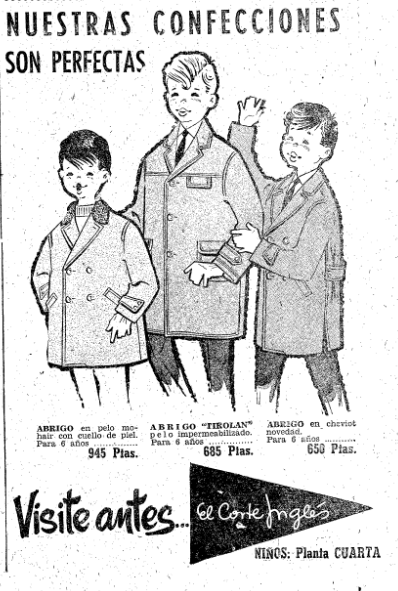 NUESTRAS CONFECCIONES
SON PERFECTAS
ABRIGO en pelo mo-
hair con cuello de piel.
Para 6 años ..............
945 Ptas.
ABRIGO "TIROLAN"
pelo impermeabilizado.
Para 6 años ..............
685 Ptas.
ABRIGO en cheviot
novedad.
Para 6 años ...........
650 Ptas.
Visite antes...
El Corte Inglés
NIÑOS: Planta CUARTA